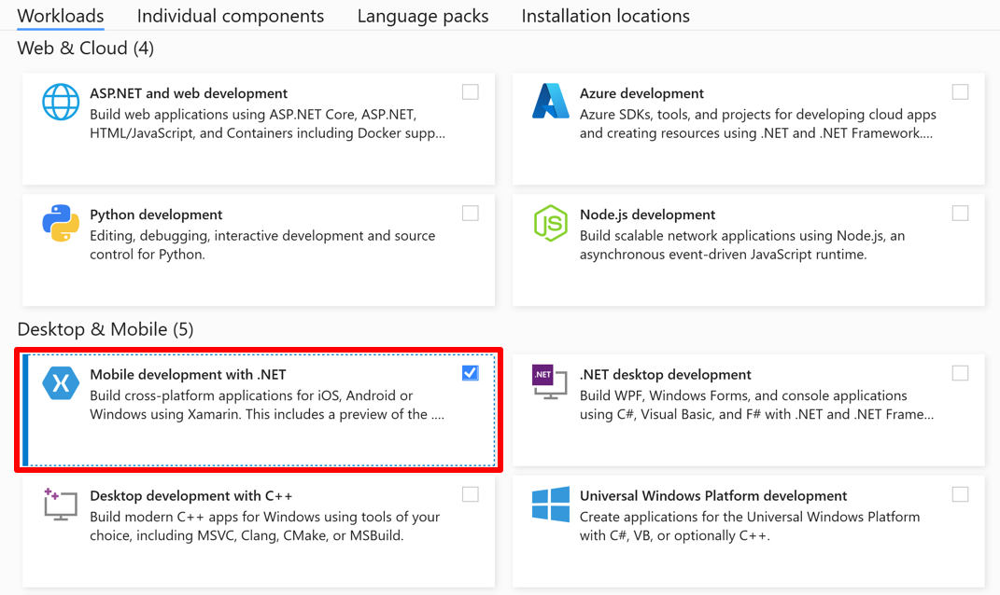 Workloads Individual components Language packs Installation locations
Web & Cloud (4)
ASP.NET and web development
Build web applications using ASP.NET Core, ASP.NET,
HTML/JavaScript, and Containers including Docker supp...
Azure development
Azure SDKs, tools, and projects for developing cloud apps
and creating resources using .NET and .NET Framework....
Python development
Editing, debugging, interactive development and source
control for Python.
JS
Node.js development
Build scalable network applications using Node.js, an
asynchronous event-driven JavaScript runtime.
Desktop & Mobile (5)
Mobile development with .NET
Build cross-platform applications for iOS, Android or
Windows using Xamarin. This includes a preview of the ....
.NET
.NET desktop development
Build WPF, Windows Forms, and console applications
using C#, Visual Basic, and F# with .NET and .NET Frame...
Desktop development with C++
Build modern C++ apps for Windows using tools of your
choice, including MSVC, Clang, CMake, or MSBuild.
Universal Windows Platform development
Create applications for the Universal Windows Platform
with C#, VB, or optionally C++.